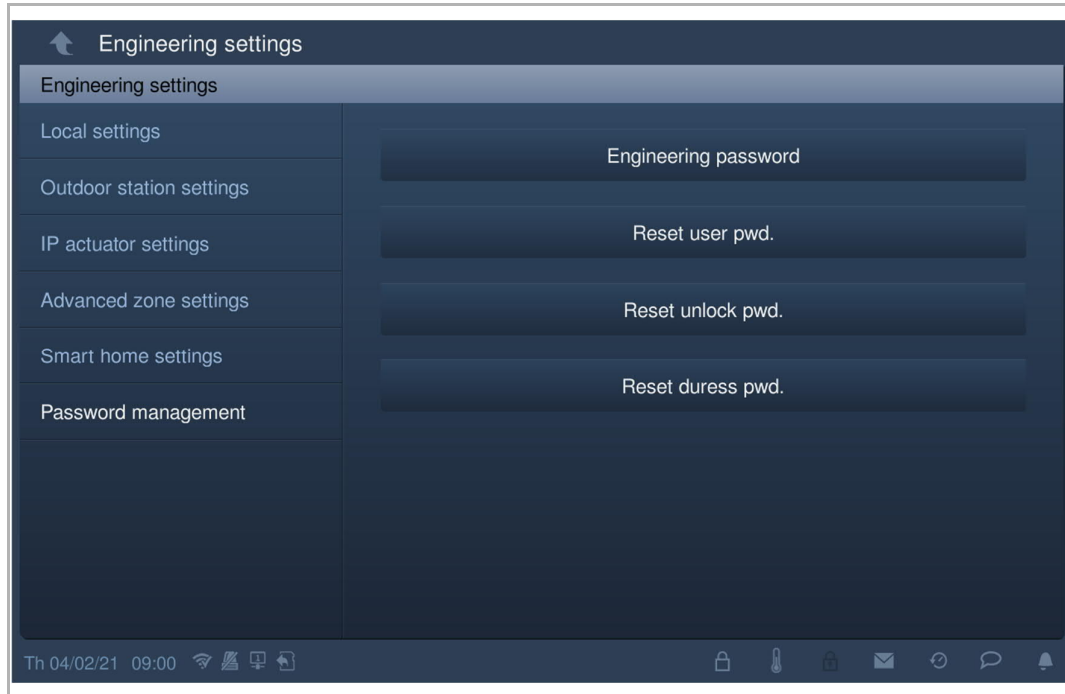 Engineering settings
Engineering settings
Local settings
Outdoor station settings
IP actuator settings
Advanced zone settings
Smart home settings
Password management
Engineering password
Reset user pwd.
Reset unlock pwd.
Reset duress pwd.
Th 04/02/21 09:00